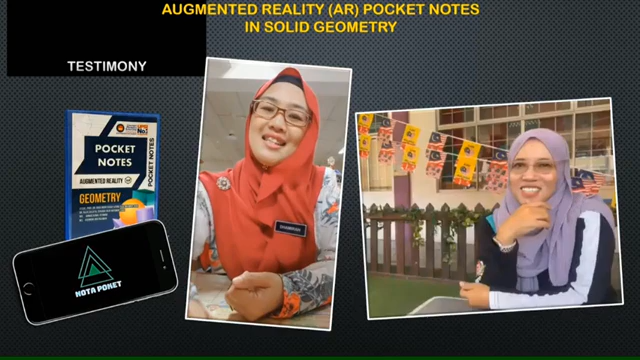 AUGMENTED REALITY (AR) POCKET NOTES
IN SOLID GEOMETRY
TESTIMONY
POCKET
NOTES
POCKET NOTES
AUGMENTED REALITY
GEOMETRY
NOTA POKET